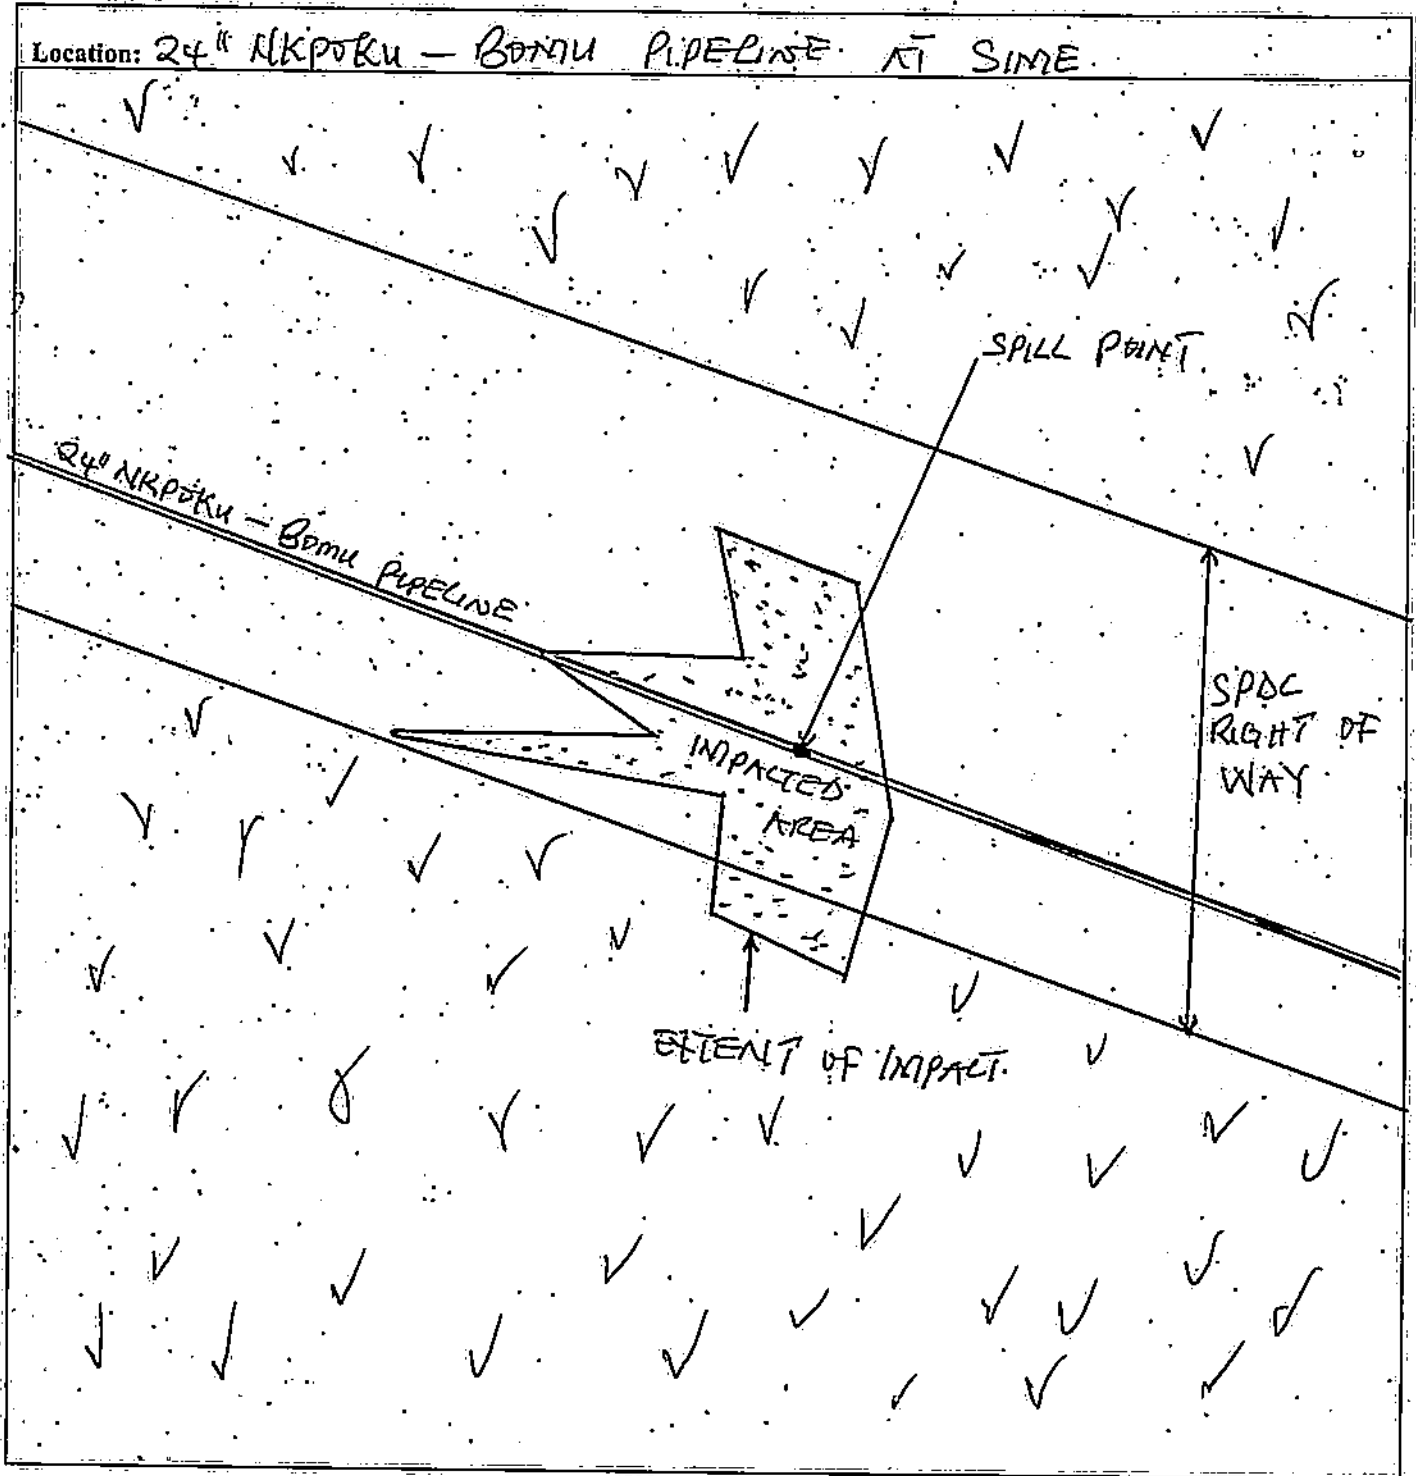 Location: 24" NKPOKU – BOMU PIPELINE AT SIME.
SPILL POINT
24" NKPOKU – BOMU PIPELINE
SPDC
RIGHT OF
WAY.
IMPACTED
AREA
EXTENT OF IMPACT.